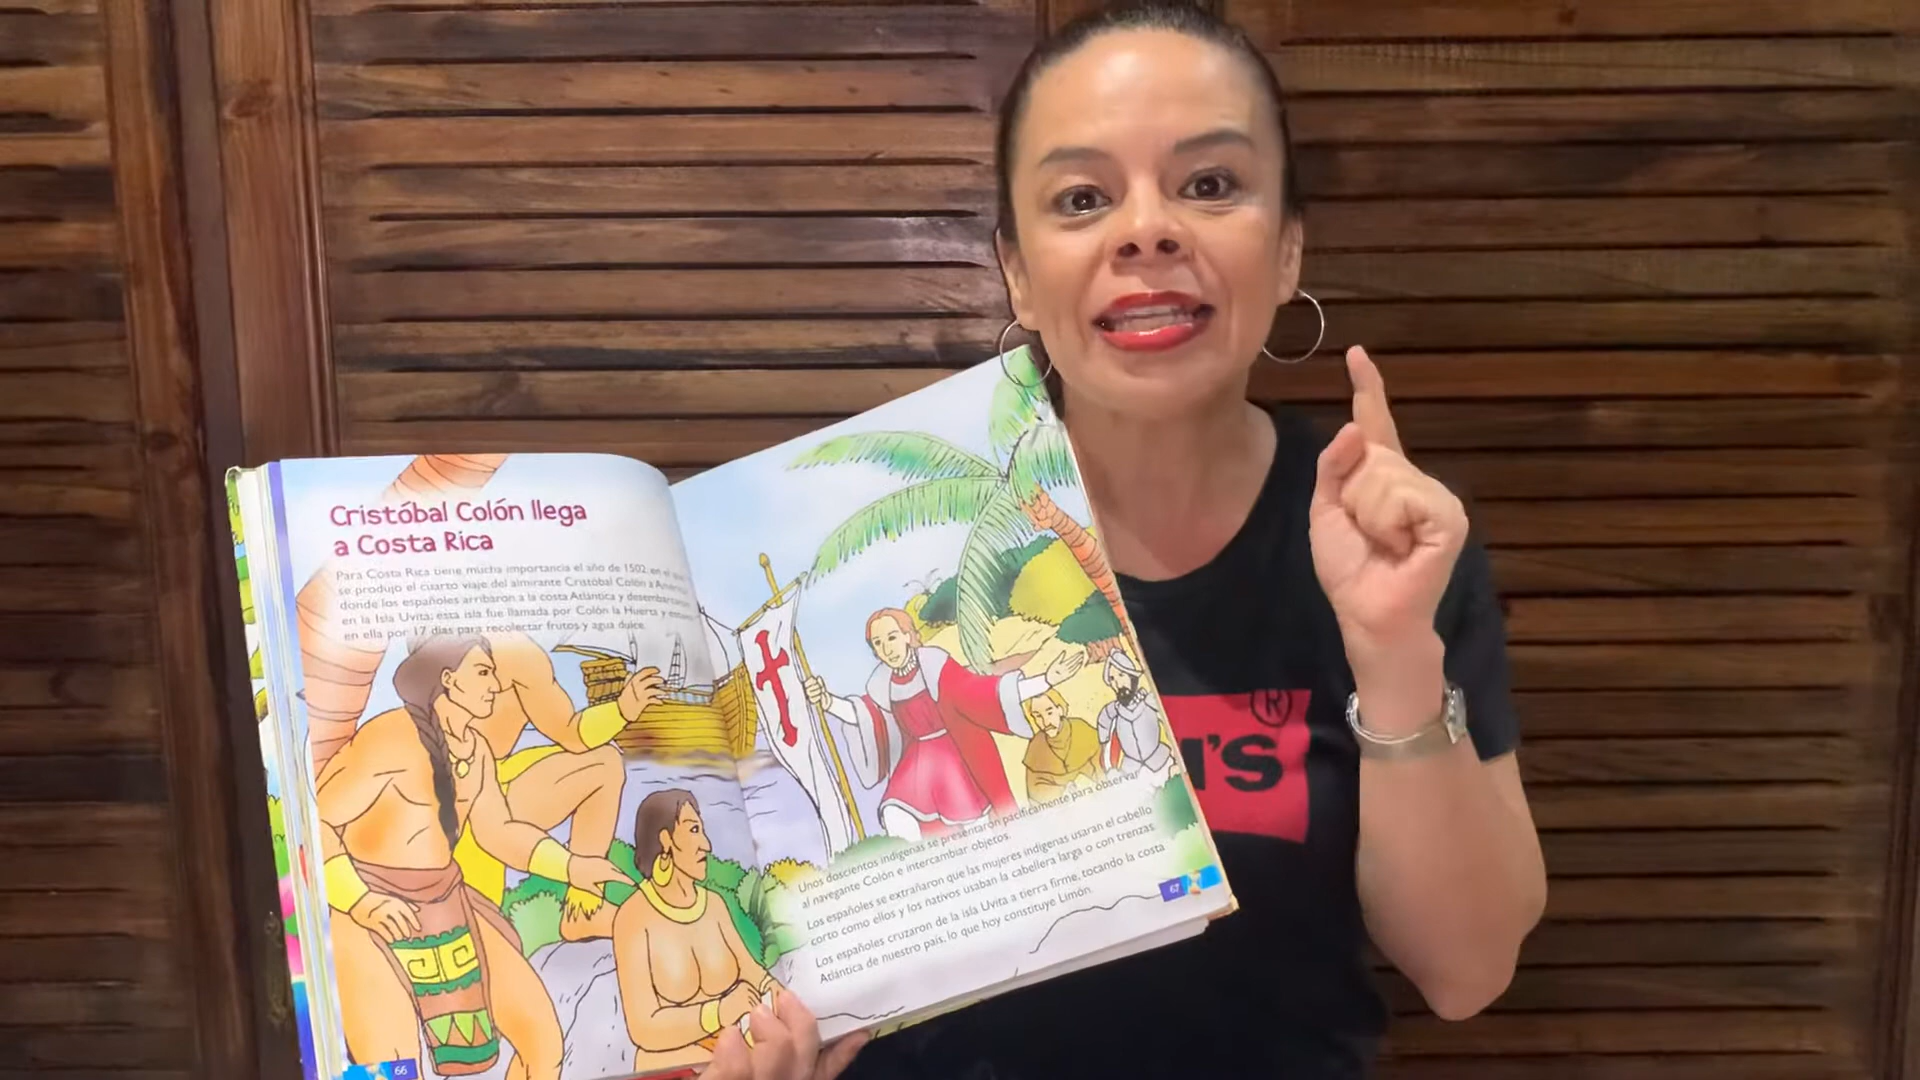 Cristóbal Colón llega
a Costa Rica
Para Costa Rica tiene mucha importancia el año de 1502, en el que
se produjo el cuarto viaje del almirante Cristóbal Colón a
donde los españoles arribaron a la costa Atlántica y
en la Isla Uvita; esta isla fue llamada por Colón la Huerta y
en ella por 17 días para recolectar frutos y agua dulce.
66
Unos doscientos indígenas se presentaron pacíficamente para observar
al navegante Colón e intercambiar objetos.
Los españoles se extrañaron que las mujeres indígenas usaran el cabello
corto como ellos y los nativos usaban la cabellera larga o con trenzas.
Los españoles cruzaron de la isla Uvita a tierra firme, tocando la costa
Atlántica de nuestro país, lo que hoy constituye Limón.
67
®
'S